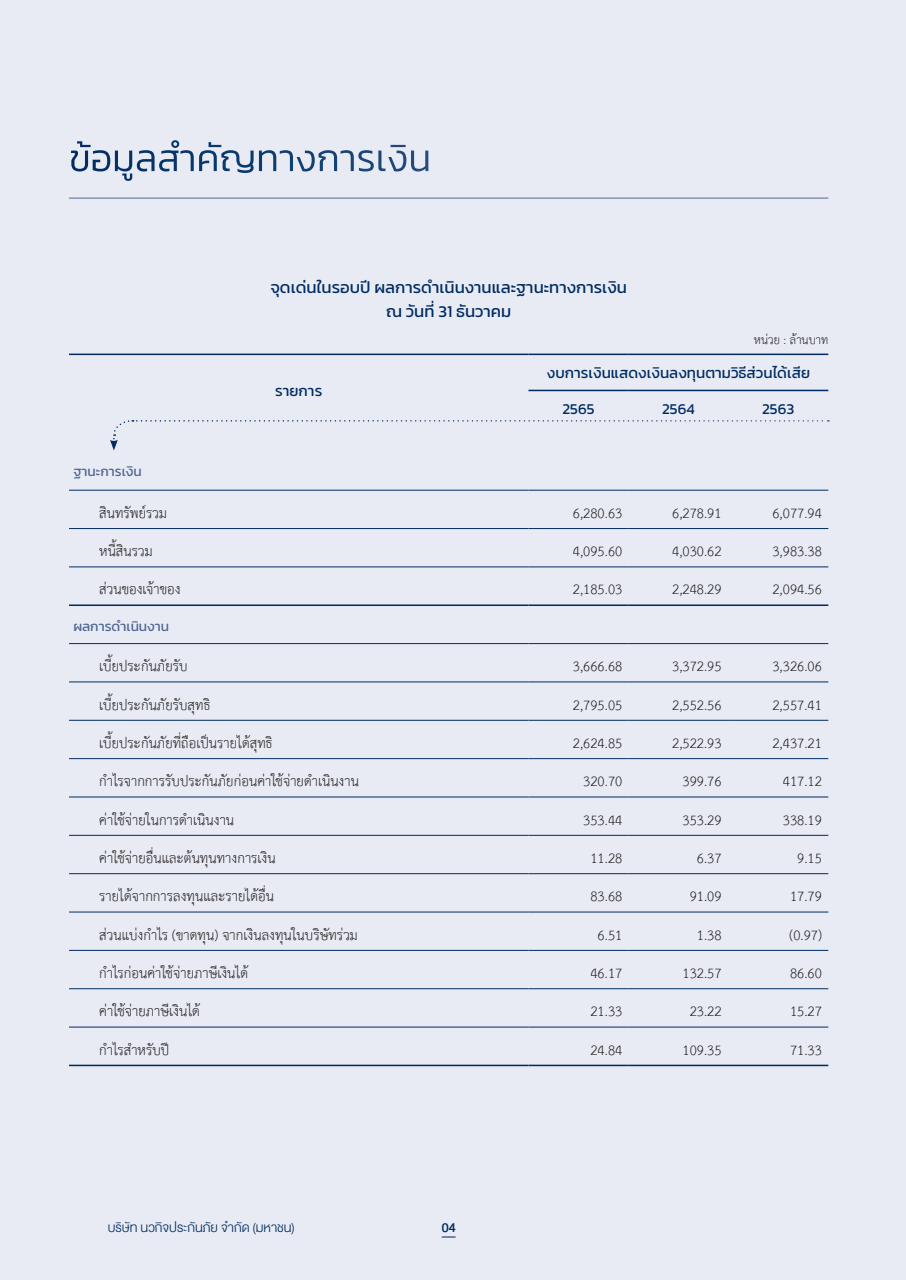 ข้อมูลสำคัญทางการเงิน
จุดเด่นในรอบปี ผลการดำเนินงานและฐานะทางการเงิน
ณ วันที่ 31 ธันวาคม
หน่วย : ล้านบาท
งบการเงินแสดงเงินลงทุนตามวิธีส่วนได้เสีย
รายการ
2565 2564 2563
ฐานะการเงิน
สินทรัพย์รวม 6,280.63 6,278.91 6,077.94
หนี้สินรวม 4,095.60 4,030.62 3,983.38
ส่วนของเจ้าของ 2,185.03 2,248.29 2,094.56
ผลการดำเนินงาน
เบี้ยประกันภัยรับ 3,666.68 3,372.95 3,326.06
เบี้ยประกันภัยรับสุทธิ 2,795.05 2,552.56 2,557.41
เบี้ยประกันภัยที่ถือเป็นรายได้สุทธิ 2,624.85 2,522.93 2,437.21
กำไรจากการรับประกันภัยก่อนค่าใช้จ่ายดำเนินงาน 320.70 399.76 417.12
ค่าใช้จ่ายในการดำเนินงาน 353.44 353.29 338.19
ค่าใช้จ่ายอื่นและต้นทุนทางการเงิน 11.28 6.37 9.15
รายได้จากการลงทุนและรายได้อื่น 83.68 91.09 17.79
ส่วนแบ่งกำไร (ขาดทุน) จากเงินลงทุนในบริษัทร่วม 6.51 1.38 (0.97)
กำไรก่อนค่าใช้จ่ายภาษีเงินได้ 46.17 132.57 86.60
ค่าใช้จ่ายภาษีเงินได้ 21.33 23.22 15.27
กำไรสำหรับปี 24.84 109.35 71.33
บริษัท นวกิจประกันภัย จำกัด (มหาชน) 04